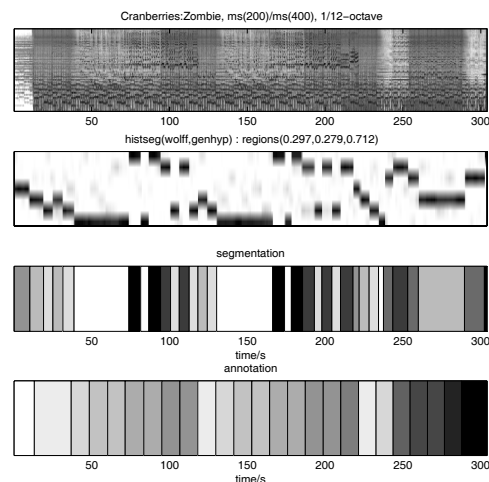 Cranberries:Zombie, ms(200)/ms(400), 1/12−octave
50 100 150 200 250 300
histseg(wolff,genhyp) : regions(0.297,0.279,0.712)
segmentation
50 100 150 200 250 300
time/s
annotation
50 100 150 200 250 300
time/s